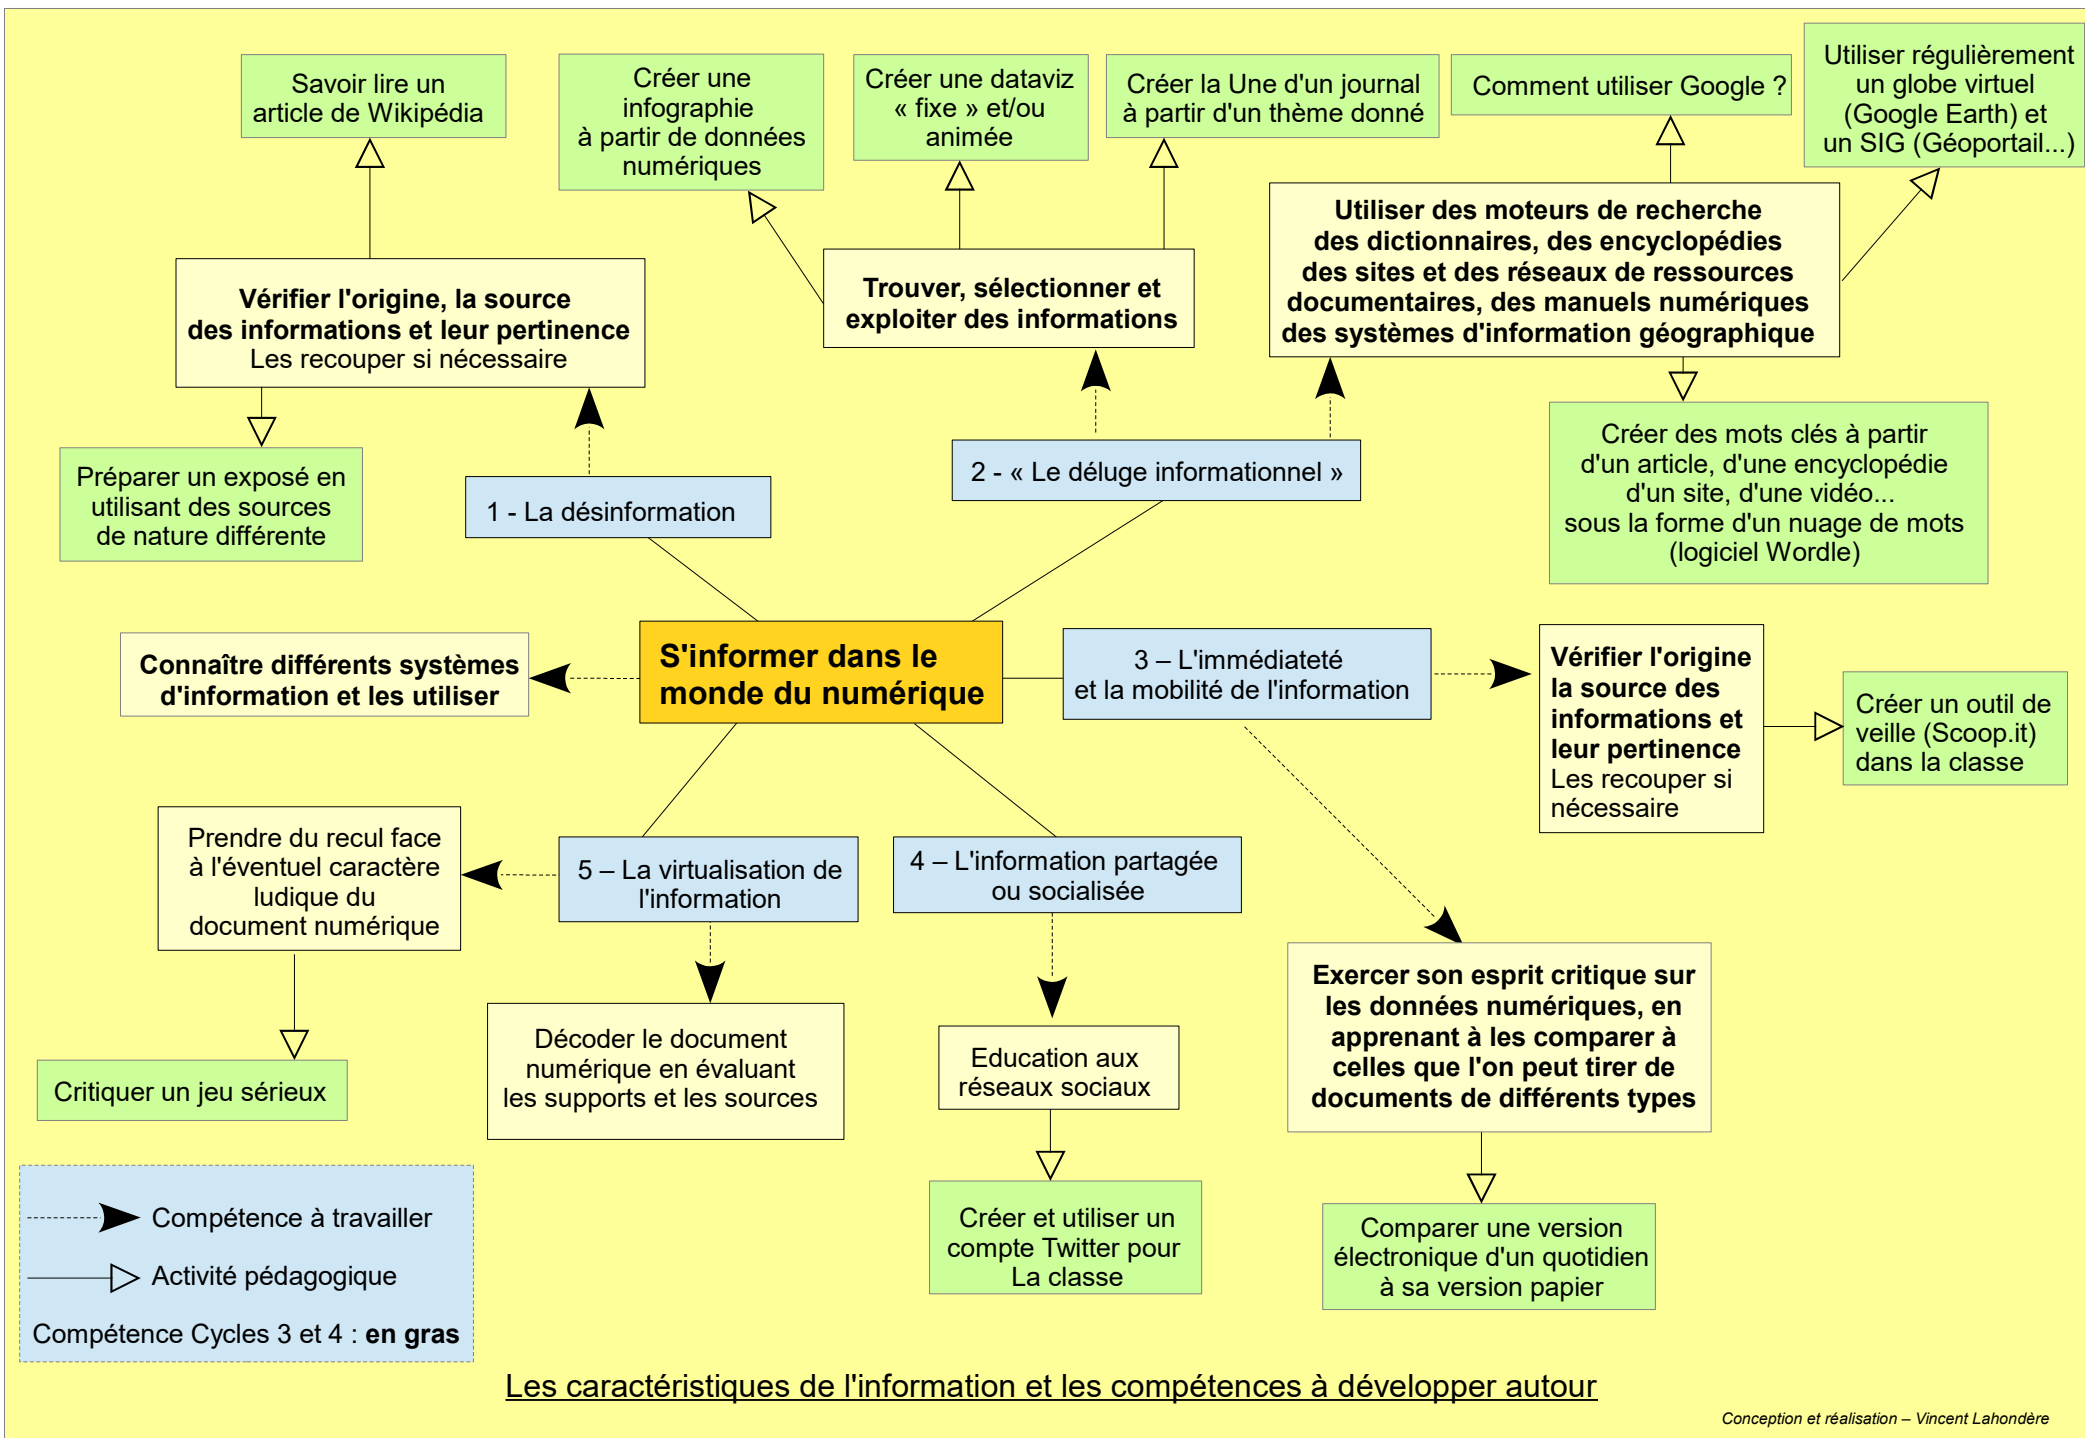 Savoir lire un
article de Wikipédia
Créer une
infographie
à partir de données
numériques
Créer une dataviz
« fixe » et/ou
animée
Créer la Une d'un journal
à partir d'un thème donné
Comment utiliser Google ?
Utiliser régulièrement
un globe virtuel
(Google Earth) et
un SIG (Géoportail...)
Vérifier l'origine, la source
des informations et leur pertinence
Les recouper si nécessaire
Trouver, sélectionner et
exploiter des informations
Utiliser des moteurs de recherche
des dictionnaires, des encyclopédies
des sites et des réseaux de ressources
documentaires, des manuels numériques
des systèmes d'information géographique
Préparer un exposé en
utilisant des sources
de nature différente
1 - La désinformation
2 - « Le déluge informationnel »
Créer des mots clés à partir
d'un article, d'une encyclopédie
d'un site, d'une vidéo...
sous la forme d'un nuage de mots
(logiciel Wordle)
Connaître différents systèmes
d'information et les utiliser
S'informer dans le
monde du numérique
3 – L'immédiateté
et la mobilité de l'information
Vérifier l'origine
la source des
informations et
leur pertinence
Les recouper si
nécessaire
Créer un outil de
veille (Scoop.it)
dans la classe
Prendre du recul face
à l'éventuel caractère
ludique du
document numérique
5 – La virtualisation de
l'information
4 – L'information partagée
ou socialisée
Critiquer un jeu sérieux
Décoder le document
numérique en évaluant
les supports et les sources
Education aux
réseaux sociaux
Exercer son esprit critique sur
les données numériques, en
apprenant à les comparer à
celles que l'on peut tirer de
documents de différents types
Créer et utiliser un
compte Twitter pour
La classe
Comparer une version
électronique d'un quotidien
à sa version papier
Compétence à travailler
Activité pédagogique
Compétence Cycles 3 et 4 : en gras
Les caractéristiques de l'information et les compétences à développer autour
Conception et réalisation – Vincent Lahondère